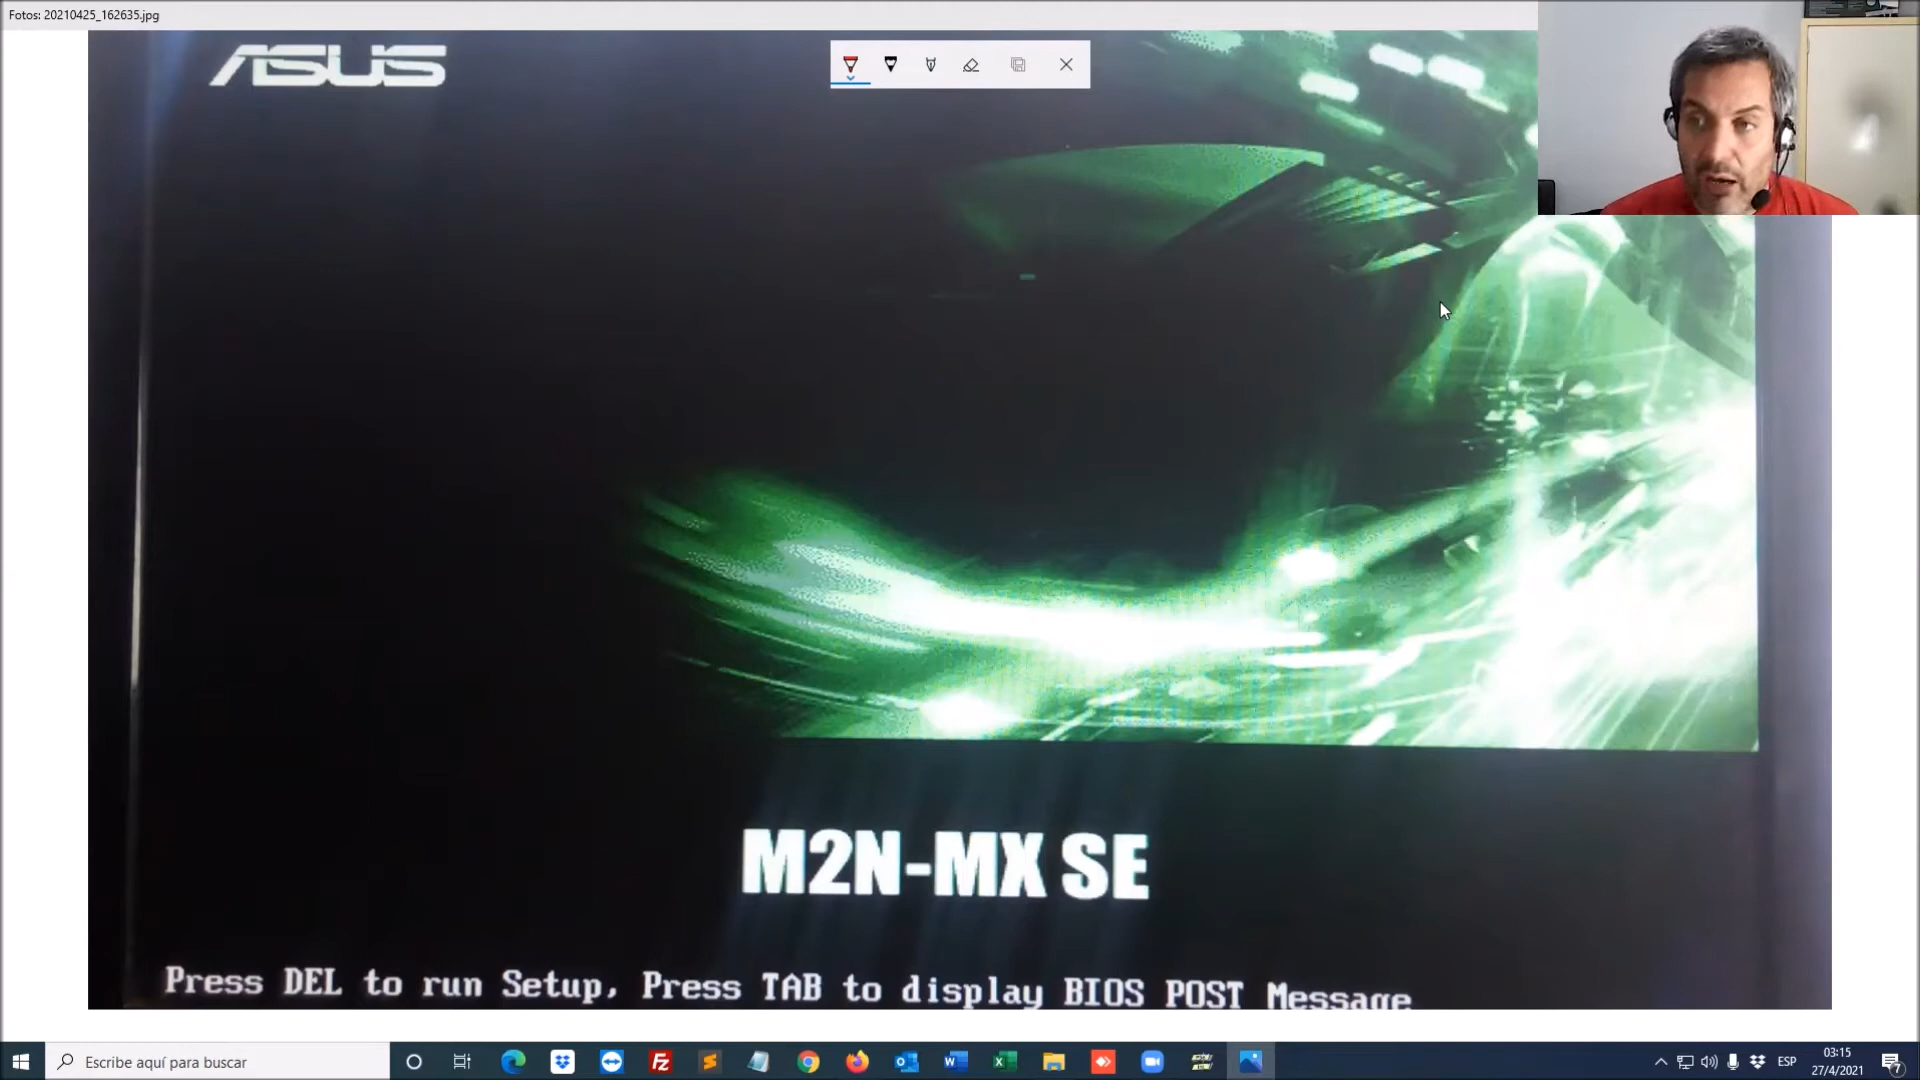 Fotos: 20210425_162635.jpg
ASUS
M2N-MX SE
Press DEL to run Setup, Press TAB to display BIOS POST Message
Escribe aquí para buscar
ESP
03:15
27/4/2021
7